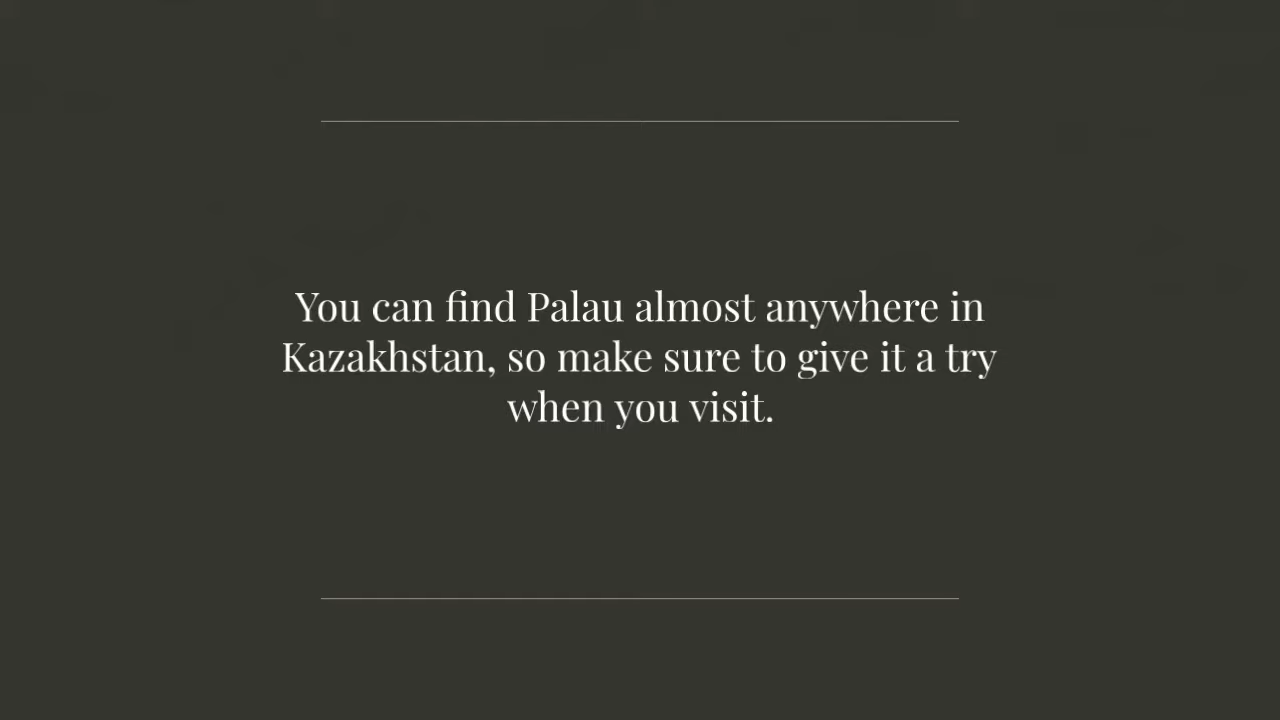 You can find Palau almost anywhere in
Kazakhstan, so make sure to give it a try
when you visit.